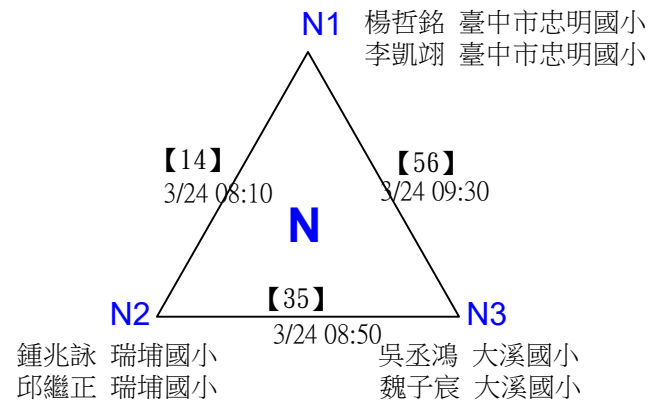 N1 楊哲銘 臺中市忠明國小
李凱翊 臺中市忠明國小
【14】
3/24 08:10
【56】
3/24 09:30
N
【35】
3/24 08:50
N2
N3
鍾兆詠 瑞埔國小
邱繼正 瑞埔國小
吳丞鴻 大溪國小
魏子宸 大溪國小